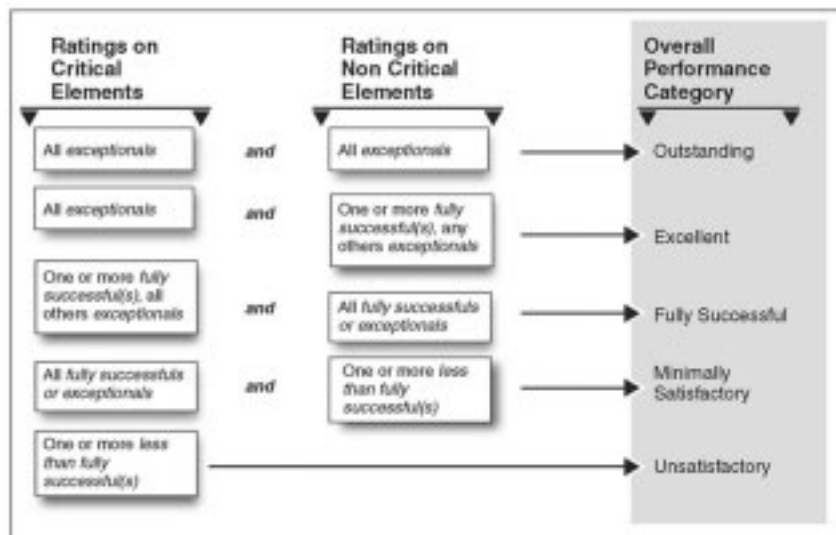 Ratings on
Critical
Elements
Ratings on
Non Critical
Elements
Overall
Performance
Category
All exceptionals
and
All exceptionals
Outstanding
All exceptionals
and
One or more fully
successful(s), any
others exceptionals
Excellent
One or more fully
successful(s), all
others exceptionals
and
All fully successfuls
or exceptionals
Fully Successful
All fully successfuls
or exceptionals
and
One or more less
than fully
successful(s)
Minimally
Satisfactory
One or more less
than fully
successful(s)
Unsatisfactory